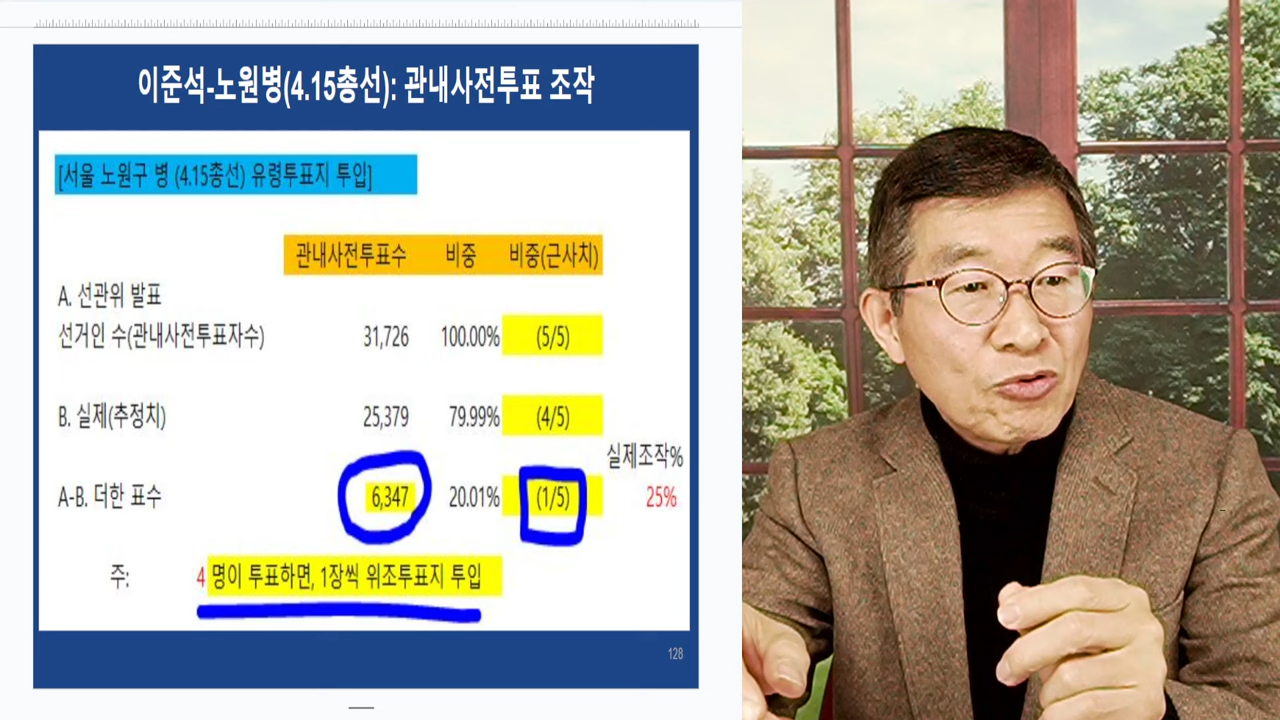 이준석-노원병(4.15총선): 관내사전투표 조작
[서울 노원구 병 (4.15총선) 유령투표지 투입]
관내사전투표수 비중 비중(근사치)
A. 선관위 발표
선거인 수(관내사전투표자수) 31,726 100.00% (5/5)
B. 실제(추정치) 25,379 79.99% (4/5)
실제조작%
A-B. 더한 표수 6,347 20.01% (1/5) 25%
주: 4 명이 투표하면, 1장씩 위조투표지 투입
128